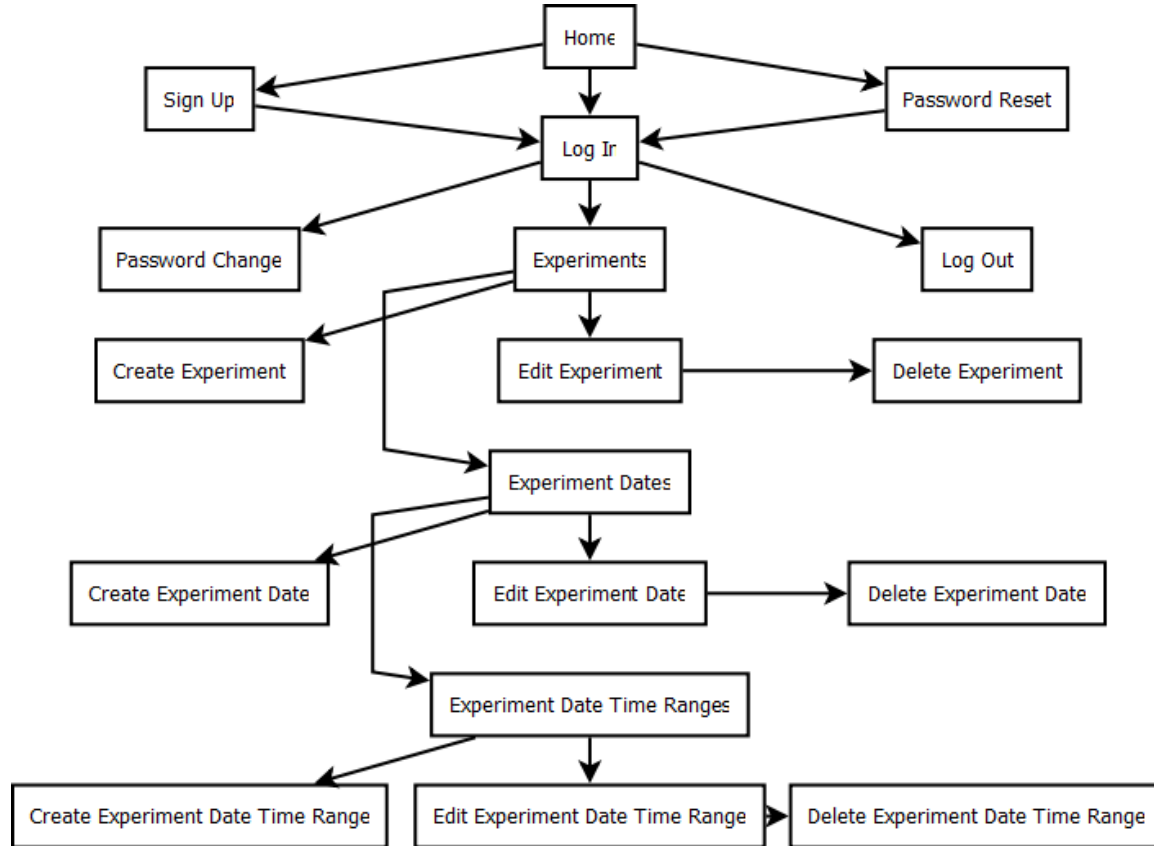 Home
Sign Up
Password Reset
Log In
Password Change
Experiments
Log Out
Create Experiment
Edit Experiment
Delete Experiment
Experiment Dates
Create Experiment Date
Edit Experiment Date
Delete Experiment Date
Experiment Date Time Ranges
Create Experiment Date Time Range
Edit Experiment Date Time Range
Delete Experiment Date Time Range